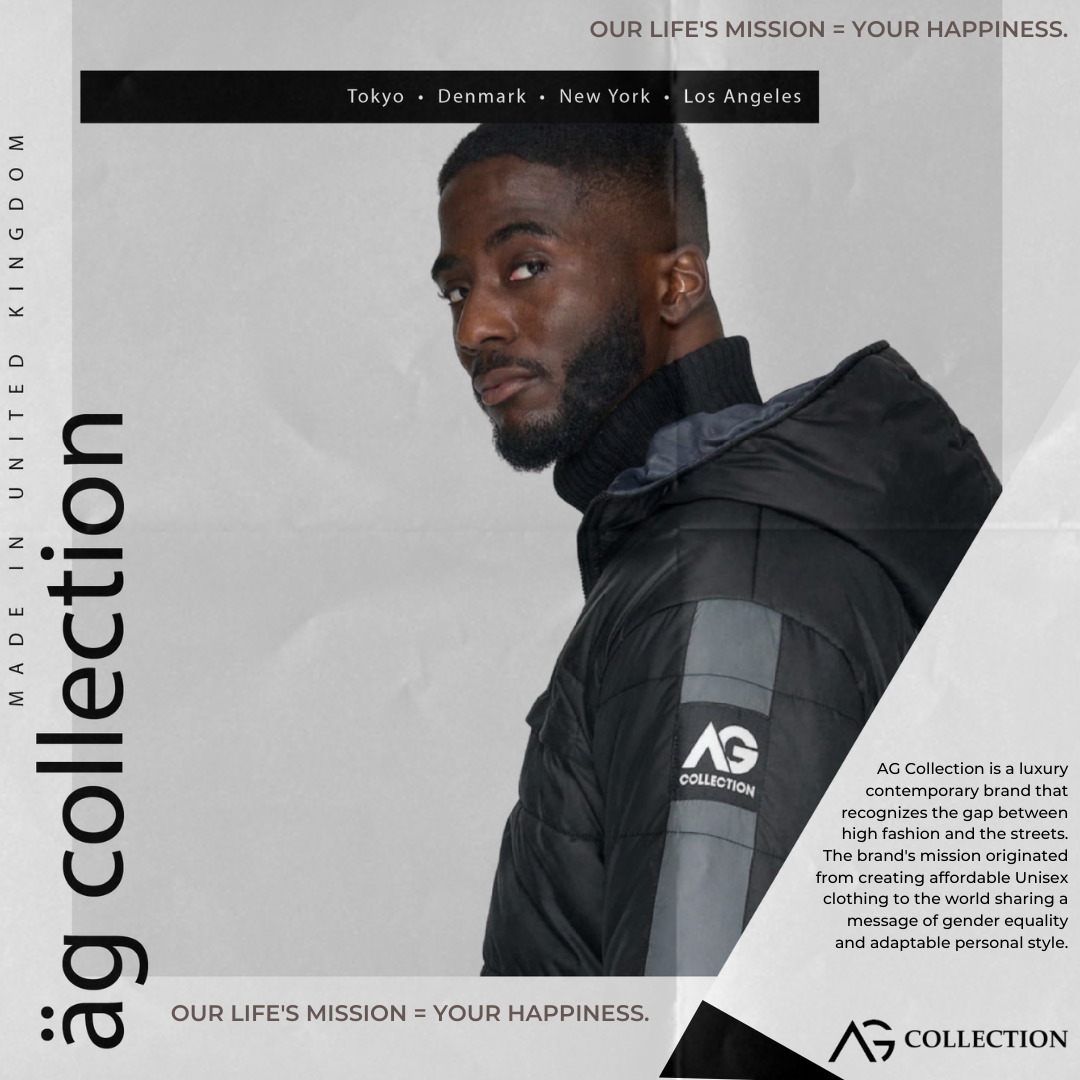 OUR LIFE'S MISSION = YOUR HAPPINESS.
Tokyo • Denmark • New York • Los Angeles
MADE IN UNITED KINGDOM
äg collection
AG
COLLECTION
AG Collection is a luxury
contemporary brand that
recognizes the gap between
high fashion and the streets.
The brand's mission originated
from creating affordable Unisex
clothing to the world sharing a
message of gender equality
and adaptable personal style.
OUR LIFE'S MISSION = YOUR HAPPINESS.
AG COLLECTION